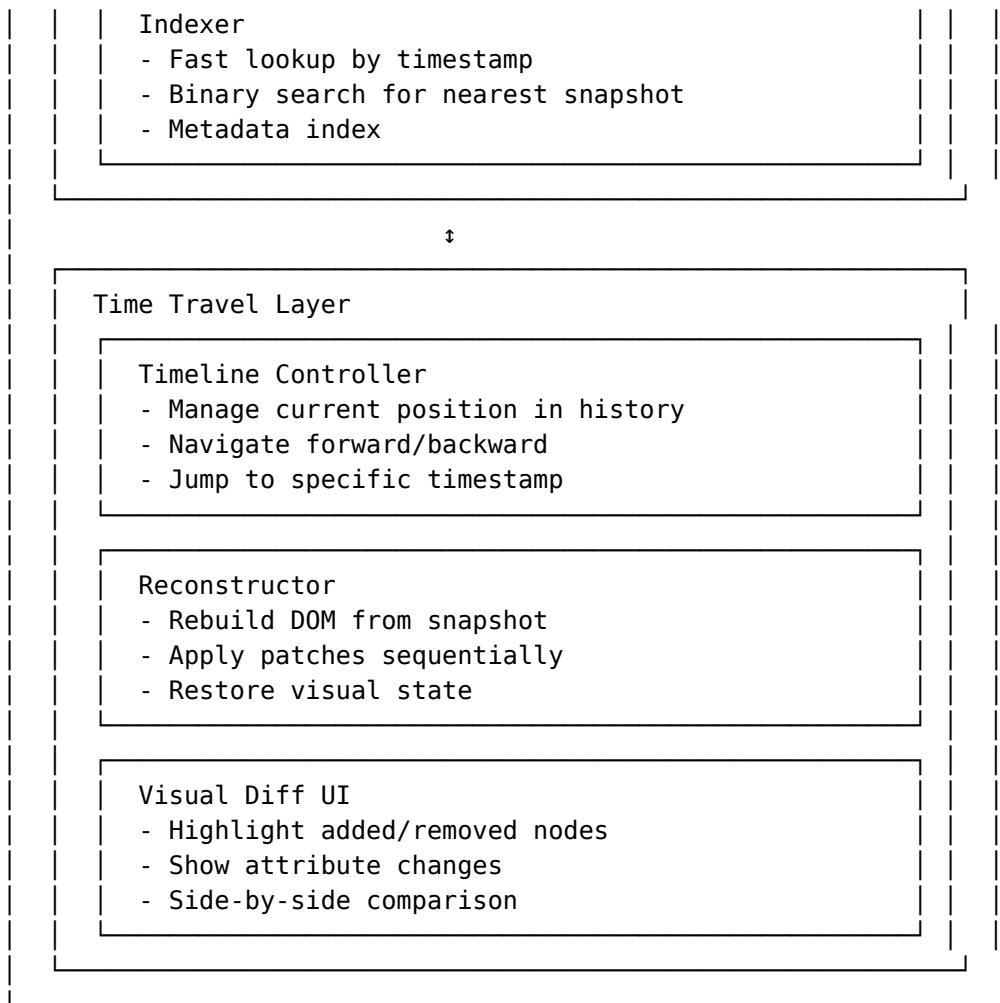 Indexer
- Fast lookup by timestamp
- Binary search for nearest snapshot
- Metadata index
↕
Time Travel Layer
Timeline Controller
- Manage current position in history
- Navigate forward/backward
- Jump to specific timestamp
Reconstructor
- Rebuild DOM from snapshot
- Apply patches sequentially
- Restore visual state
Visual Diff UI
- Highlight added/removed nodes
- Show attribute changes
- Side-by-side comparison